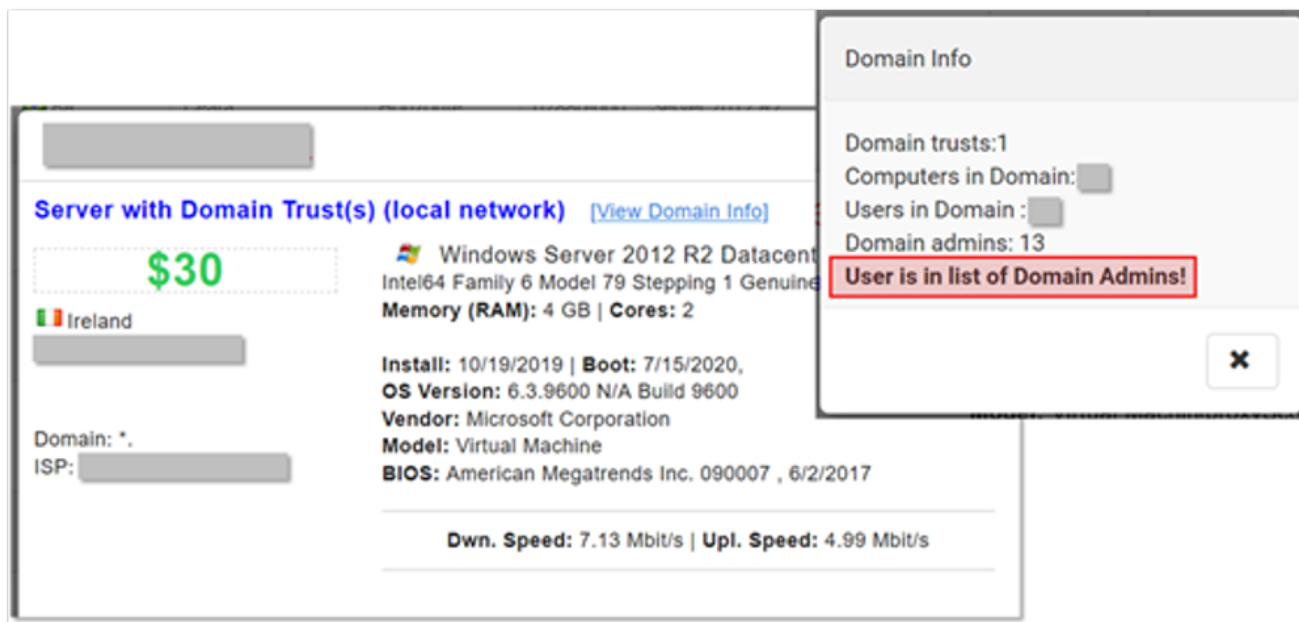 Domain Info
Domain trusts:1
Computers in Domain:
Users in Domain :
Domain admins: 13
User is in list of Domain Admins!
Server with Domain Trust(s) (local network) [View Domain Info]
$30
Ireland
Domain: *.
ISP:
Windows Server 2012 R2 Datacent
Intel64 Family 6 Model 79 Stepping 1 Genuine
Memory (RAM): 4 GB | Cores: 2
Install: 10/19/2019 | Boot: 7/15/2020,
OS Version: 6.3.9600 N/A Build 9600
Vendor: Microsoft Corporation
Model: Virtual Machine
BIOS: American Megatrends Inc. 090007 , 6/2/2017
Dwn. Speed: 7.13 Mbit/s | Upl. Speed: 4.99 Mbit/s